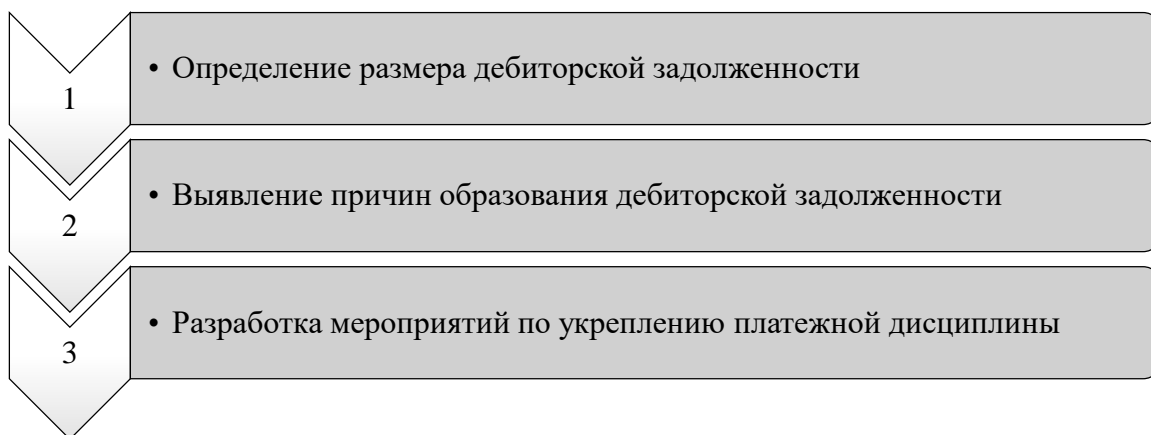 1
• Определение размера дебиторской задолженности
2
• Выявление причин образования дебиторской задолженности
3
• Разработка мероприятий по укреплению платежной дисциплины